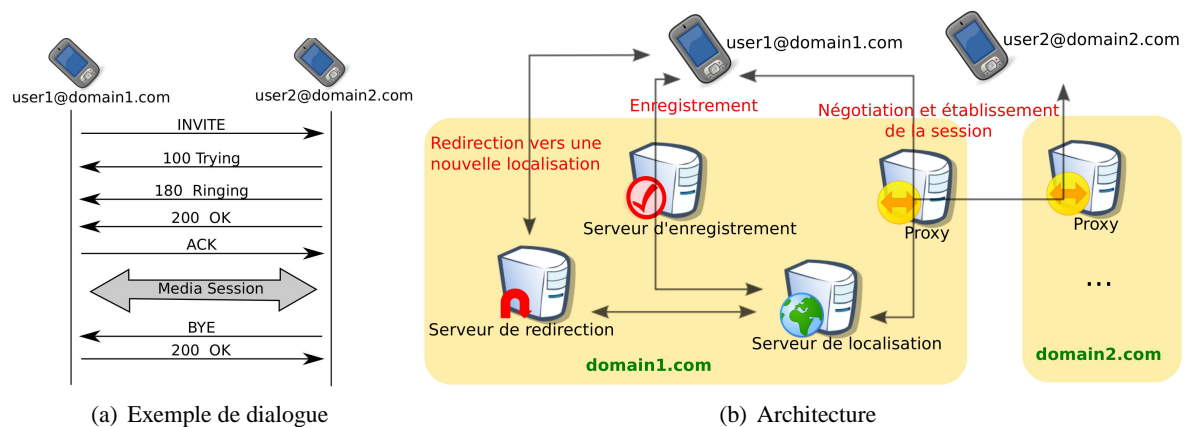 user1@domain1.com
user2@domain2.com
INVITE
100 Trying
180 Ringing
200 OK
ACK
Media Session
BYE
200 OK
(a) Exemple de dialogue
user1@domain1.com
user2@domain2.com
Enregistrement
Négotiation et établissement
de la session
Redirection vers une
nouvelle localisation
Serveur d'enregistrement
Proxy
Proxy
...
Serveur de redirection
Serveur de localisation
domain1.com
domain2.com
(b) Architecture